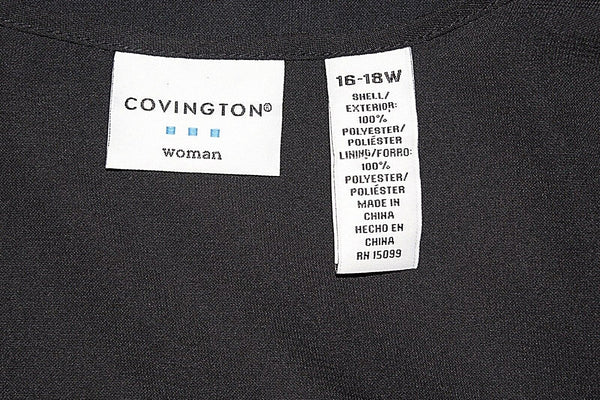 COVINGTON®
woman
16-18W
SHELL/
EXTERIOR:
100%
POLYESTER/
POLIÉSTER
LINING/FORRO:
100%
POLYESTER/
POLIÉSTER
MADE IN
CHINA
HECHO EN
CHINA
RN 15099